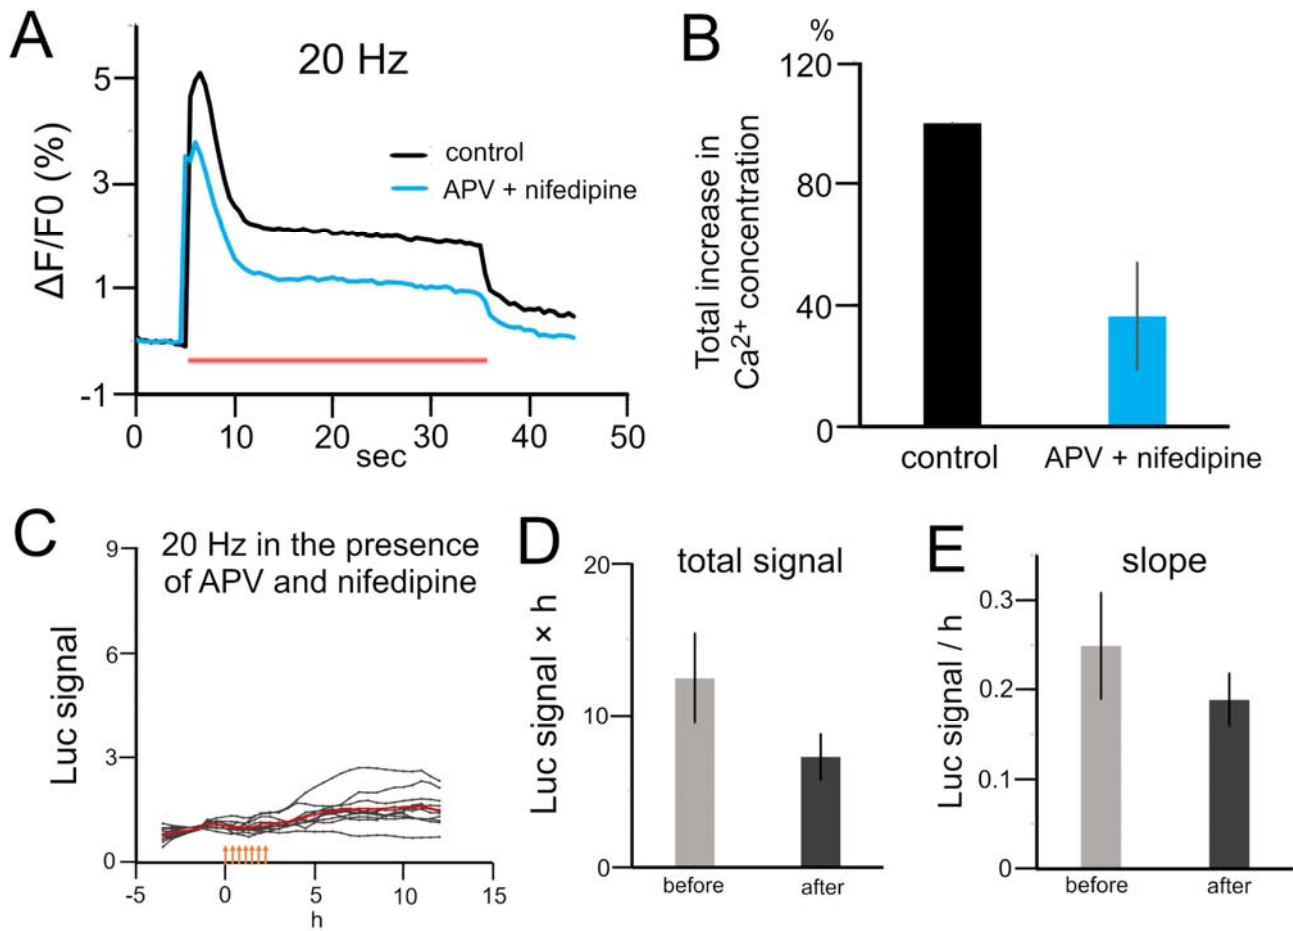 A
20 Hz
ΔF/F0 (%)
5
3
1
-1
control
APV + nifedipine
0
10
20
30
40
50
sec
B
%
Total increase in
Ca²⁺ concentration
120
80
40
0
control
APV + nifedipine
C
20 Hz in the presence
of APV and nifedipine
Luc signal
9
6
3
0
-5
0
5
10
15
h
D
total signal
Luc signal × h
20
10
0
before
after
E
slope
Luc signal / h
0.3
0.2
0.1
0
before
after